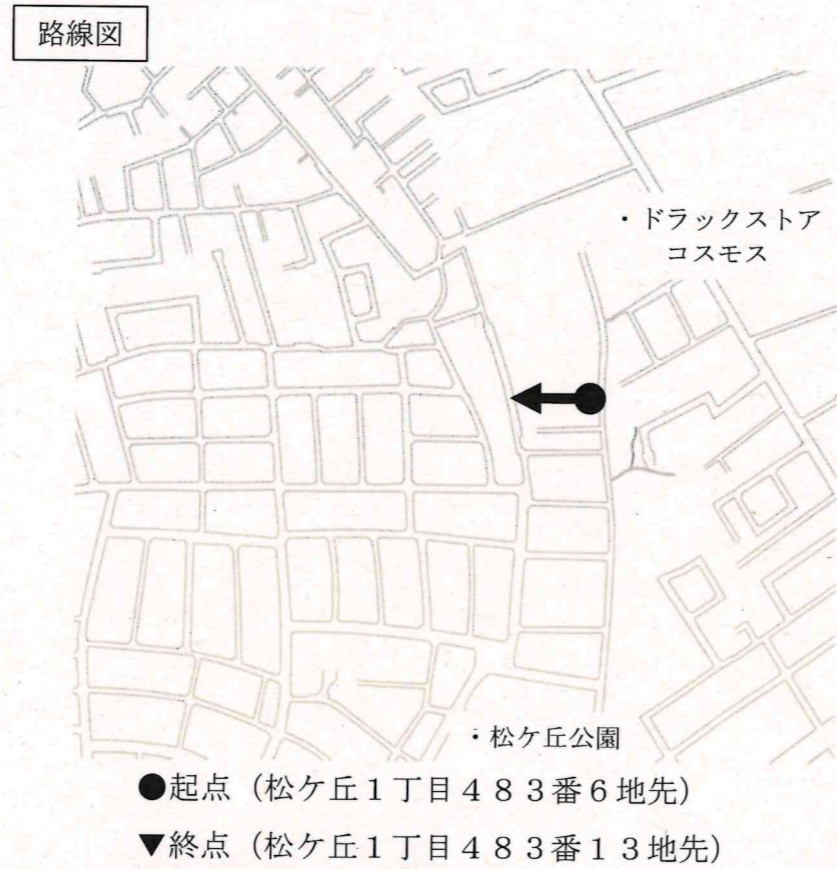 路線図
・ドラックストア
コスモス
・松ケ丘公園
●起点（松ケ丘１丁目４８３番６地先）
▼終点（松ケ丘１丁目４８３番１３地先）